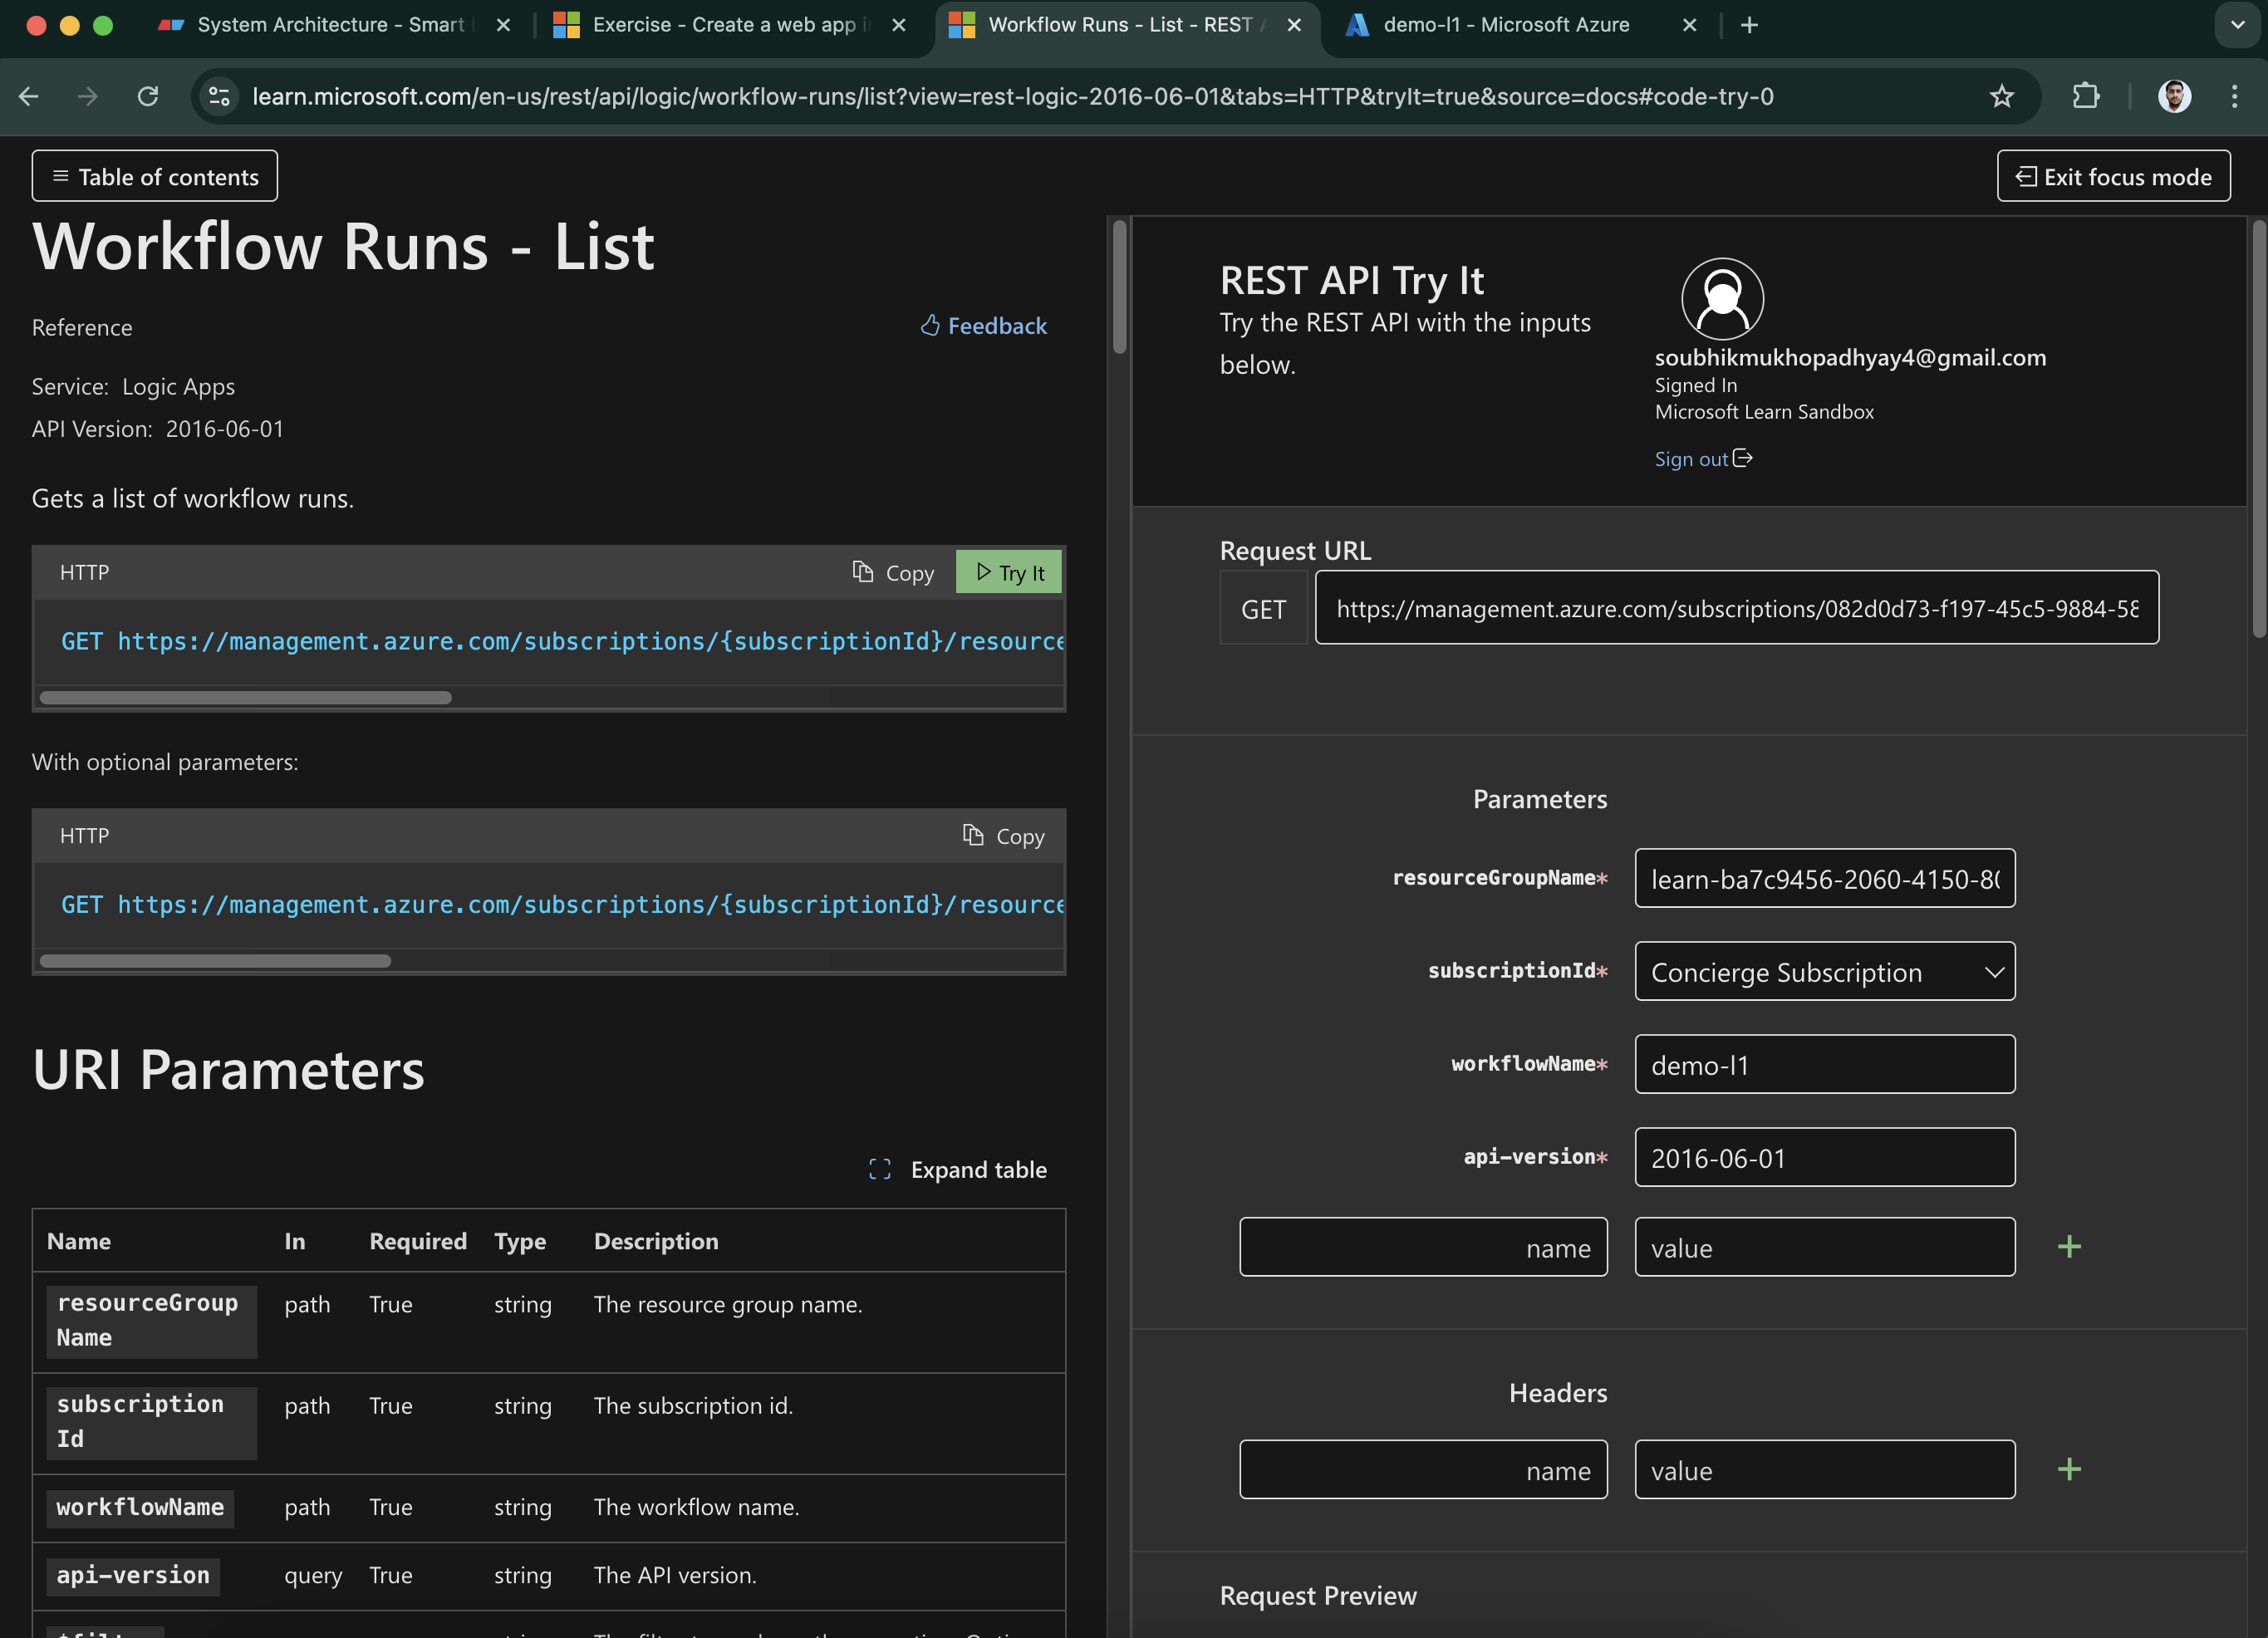 System Architecture - Smart
Exercise - Create a web app in
Workflow Runs - List - REST A
demo-l1 - Microsoft Azure
learn.microsoft.com/en-us/rest/api/logic/workflow-runs/list?view=rest-logic-2016-06-01&tabs=HTTP&tryIt=true&source=docs#code-try-0
Table of contents
Exit focus mode
Workflow Runs - List
Reference
Feedback
Service: Logic Apps
API Version: 2016-06-01
Gets a list of workflow runs.
HTTP
Copy
Try It
GET https://management.azure.com/subscriptions/{subscriptionId}/resource
With optional parameters:
HTTP
Copy
GET https://management.azure.com/subscriptions/{subscriptionId}/resource
URI Parameters
Expand table
Name In Required Type Description
resourceGroup
Name
path True string The resource group name.
subscription
Id
path True string The subscription id.
workflowName path True string The workflow name.
api-version query True string The API version.
REST API Try It
Try the REST API with the inputs
below.
soubhikmukhopadhyay4@gmail.com
Signed In
Microsoft Learn Sandbox
Sign out
Request URL
GET https://management.azure.com/subscriptions/082d0d73-f197-45c5-9884-58
Parameters
resourceGroupName* learn-ba7c9456-2060-4150-80
subscriptionId* Concierge Subscription
workflowName* demo-l1
api-version* 2016-06-01
name value
Headers
name value
Request Preview